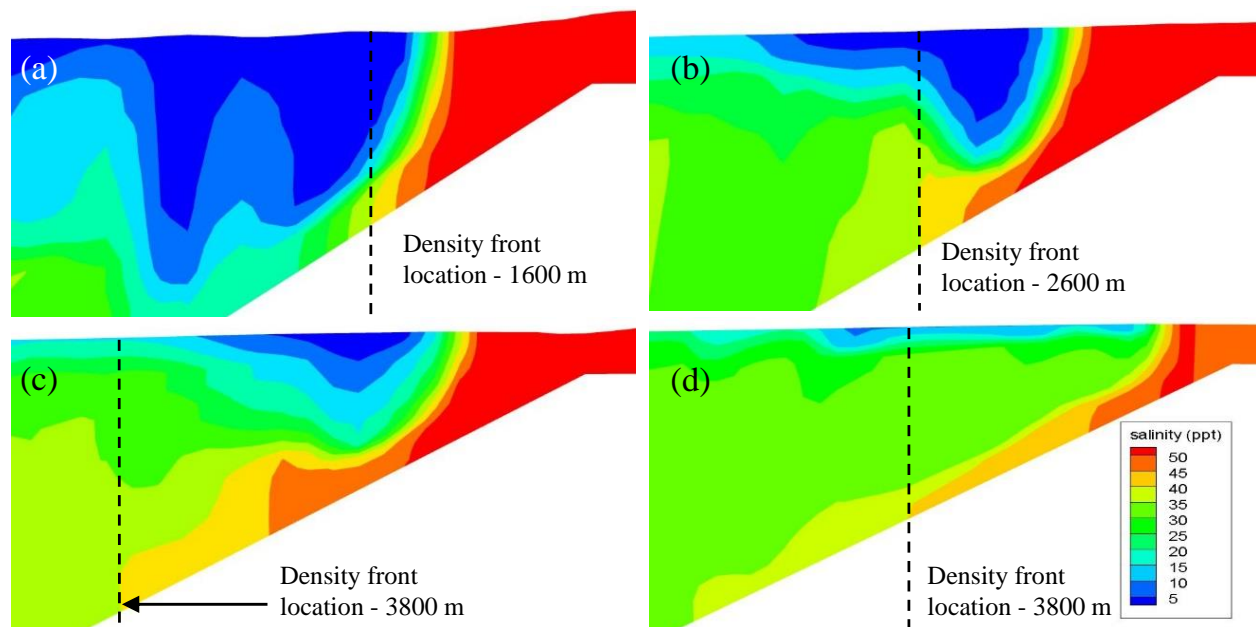 (a)
Density front
location - 1600 m
(b)
Density front
location - 2600 m
(c)
Density front
location - 3800 m
(d)
Density front
location - 3800 m
salinity (ppt)
50
45
40
35
30
25
20
15
10
5